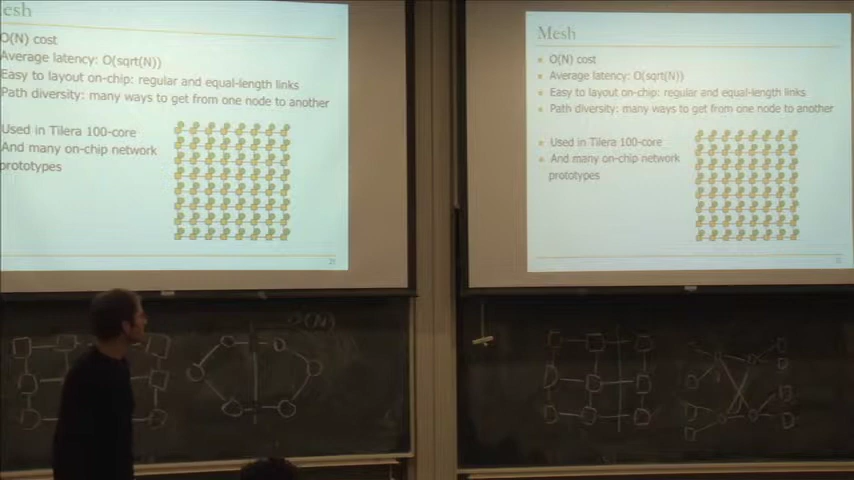 esh
O(N) cost
Average latency: O(sqrt(N))
Easy to layout on-chip: regular and equal-length links
Path diversity: many ways to get from one node to another
Used in Tilera 100-core
And many on-chip network
prototypes
Mesh
O(N) cost
Average latency: O(sqrt(N))
Easy to layout on-chip: regular and equal-length links
Path diversity: many ways to get from one node to another
Used in Tilera 100-core
And many on-chip network
prototypes
O(N)